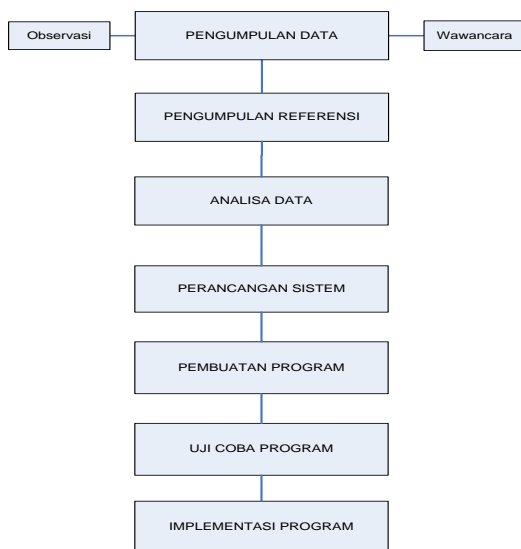 Observasi
PENGUMPULAN DATA
Wawancara
PENGUMPULAN REFERENSI
ANALISA DATA
PERANCANGAN SISTEM
PEMBUATAN PROGRAM
UJI COBA PROGRAM
IMPLEMENTASI PROGRAM